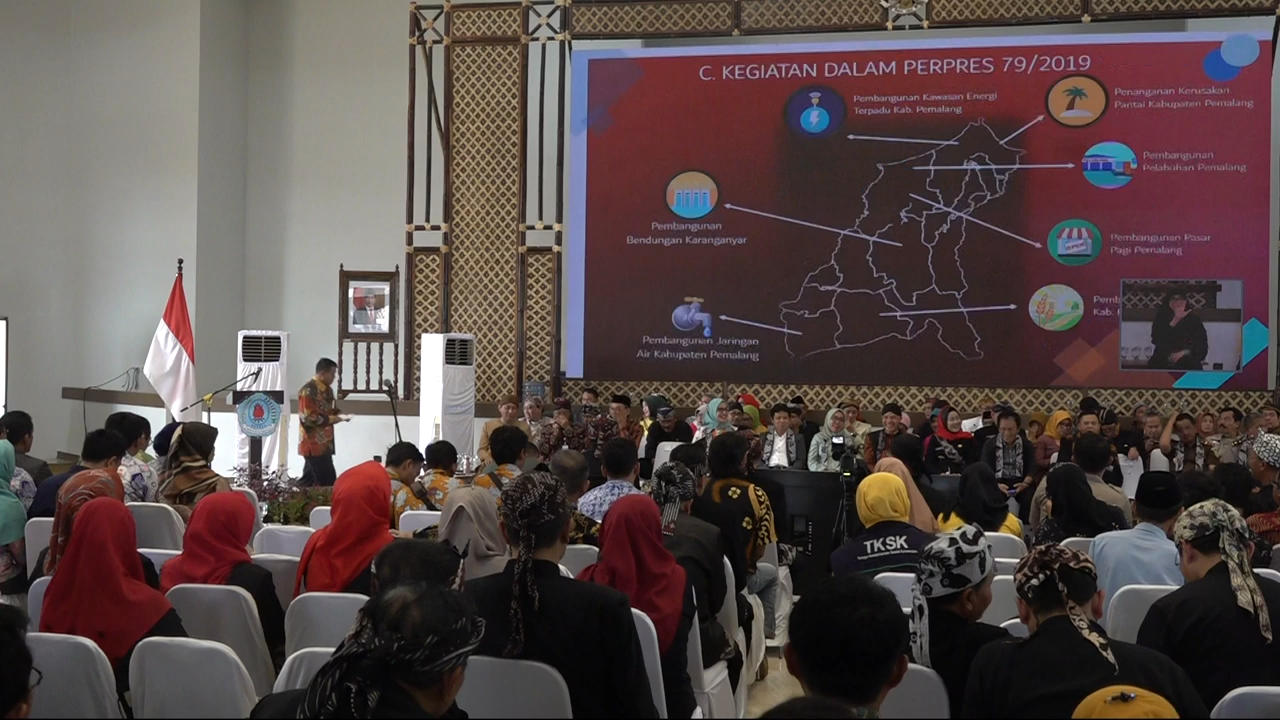 C. KEGIATAN DALAM PERPRES 79/2019
Pembangunan Kawasan Energi
Terpadu Kab. Pemalang
Penanganan Kerusakan
Pantai Kabupaten Pemalang
Pembangunan
Pelabuhan Pemalang
Pembangunan
Bendungan Karanganyar
Pembangunan Pasar
Pagi Pemalang
Kab.
Pembangunan Jaringan
Air Kabupaten Pemalang
TKSK